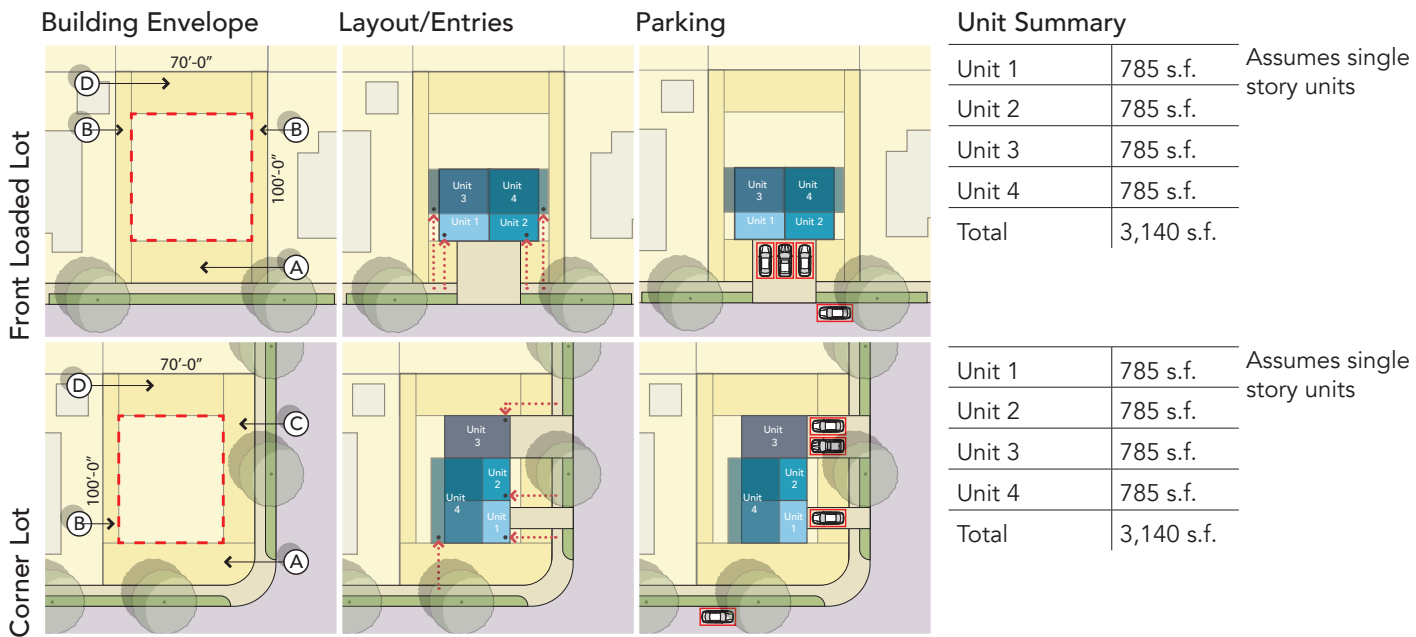 Building Envelope
Layout/Entries
Parking
Unit Summary
Front Loaded Lot
70'-0"
D
B
B
100'-0"
A
Unit
3
Unit
4
Unit 1
Unit 2
Unit
3
Unit
4
Unit 1
Unit 2
Unit 1 785 s.f.
Unit 2 785 s.f.
Unit 3 785 s.f.
Unit 4 785 s.f.
Total 3,140 s.f.
Assumes single
story units
Corner Lot
70'-0"
D
C
100'-0"
B
A
Unit
3
Unit
2
Unit
4
Unit
1
Unit
3
Unit
2
Unit
4
Unit
1
Unit 1 785 s.f.
Unit 2 785 s.f.
Unit 3 785 s.f.
Unit 4 785 s.f.
Total 3,140 s.f.
Assumes single
story units